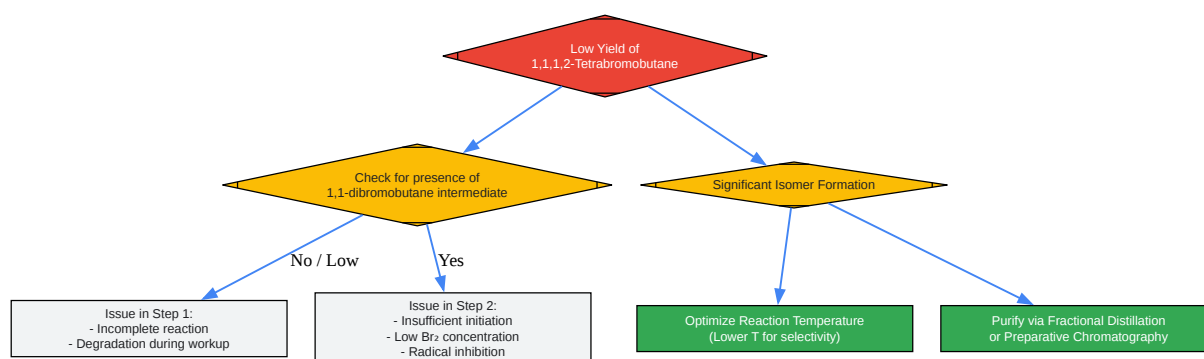 Low Yield of
1,1,1,2-Tetrabromobutane
Check for presence of
1,1-dibromobutane intermediate
Significant Isomer Formation
No / Low
Yes
Issue in Step 1:
- Incomplete reaction
- Degradation during workup
Issue in Step 2:
- Insufficient initiation
- Low Br₂ concentration
- Radical inhibition
Optimize Reaction Temperature
(Lower T for selectivity)
Purify via Fractional Distillation
or Preparative Chromatography